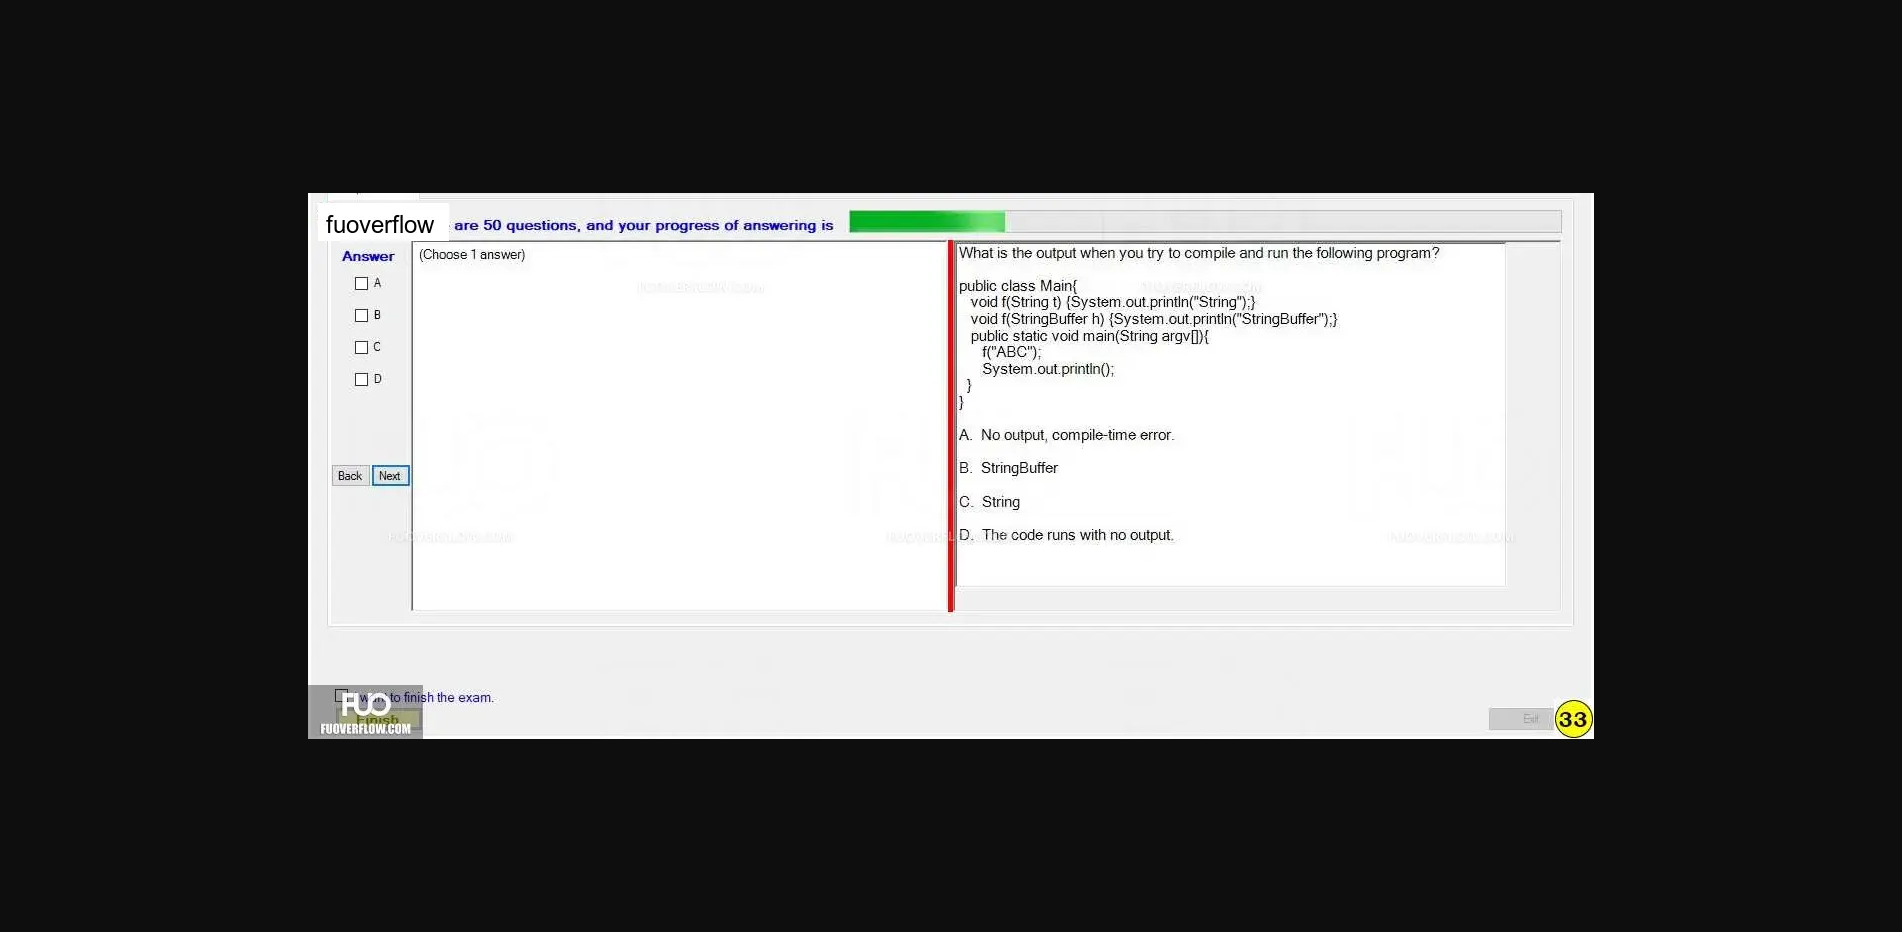 fuoverflow are 50 questions, and your progress of answering is
Answer
A
B
C
D
Back Next
(Choose 1 answer)
What is the output when you try to compile and run the following program?
public class Main{
void f(String t) {System.out.println("String");}
void f(StringBuffer h) {System.out.println("StringBuffer");}
public static void main(String argv[]){
f("ABC");
System.out.println();
}
}
A. No output, compile-time error.
B. StringBuffer
C. String
D. The code runs with no output.
FUOVERFLOW.COM
want to finish the exam.
Finish
FUO
FUOVERFLOW.COM
Exit 33